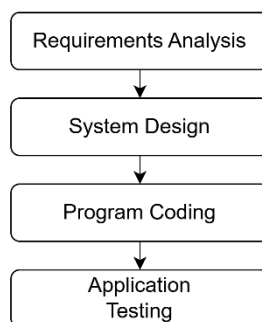 Requirements Analysis
System Design
Program Coding
Application
Testing